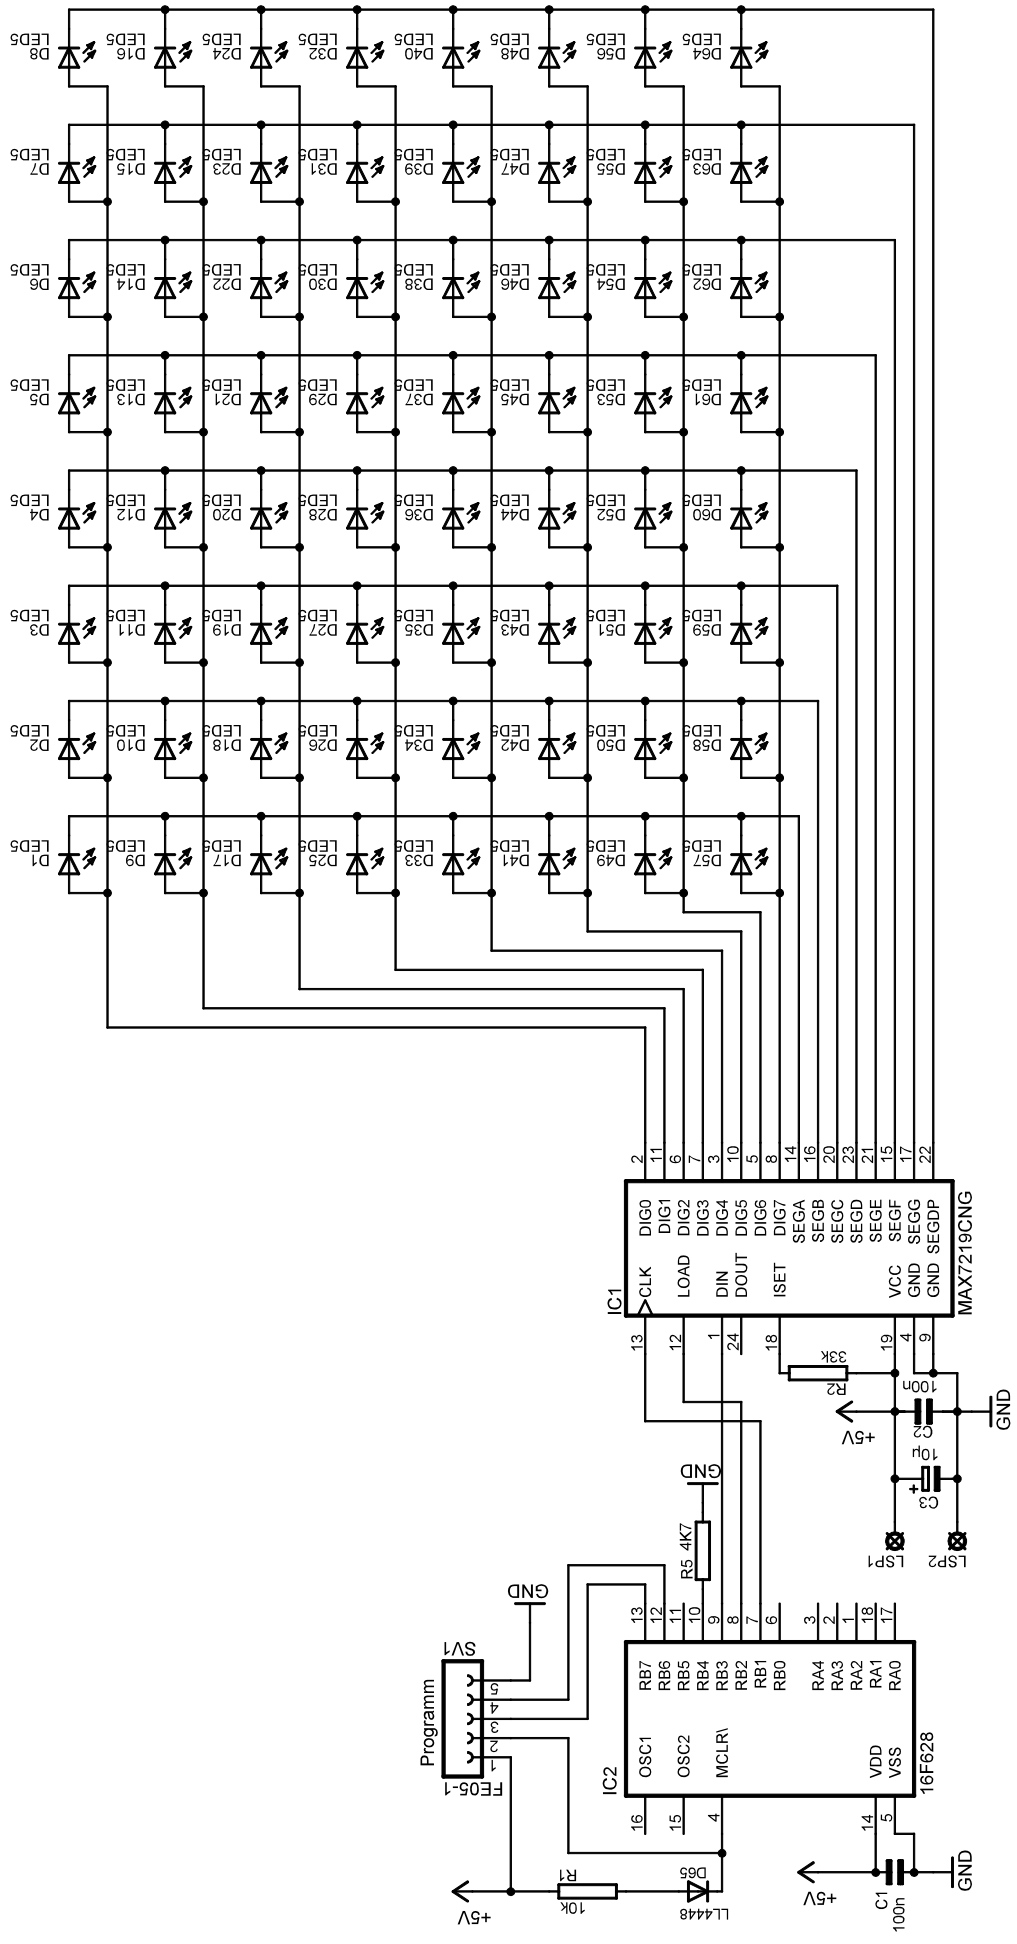 LED5 LED5 LED5 LED5 LED5 LED5 LED5 LED5
D8 D16 D24 D32 D40 D48 D56 D64
LED5 LED5 LED5 LED5 LED5 LED5 LED5 LED5
D7 D15 D23 D31 D39 D47 D55 D63
LED5 LED5 LED5 LED5 LED5 LED5 LED5 LED5
D6 D14 D22 D30 D38 D46 D54 D62
LED5 LED5 LED5 LED5 LED5 LED5 LED5 LED5
D5 D13 D21 D29 D37 D45 D53 D61
LED5 LED5 LED5 LED5 LED5 LED5 LED5 LED5
D4 D12 D20 D28 D36 D44 D52 D60
LED5 LED5 LED5 LED5 LED5 LED5 LED5 LED5
D3 D11 D19 D27 D35 D43 D51 D59
LED5 LED5 LED5 LED5 LED5 LED5 LED5 LED5
D2 D10 D18 D26 D34 D42 D50 D58
LED5 LED5 LED5 LED5 LED5 LED5 LED5 LED5
D1 D9 D17 D25 D33 D41 D49 D57
2 11 6 7 3 10 5 8 14 16 20 23 21 15 17 22
DIG0 DIG1 DIG2 DIG3 DIG4 DIG5 DIG6 DIG7 SEGA SEGB SEGC SEGD SEGE SEGF SEGG SEGDP
CLK LOAD DIN DOUT ISET VCC GND GND
IC1
MAX7219CNG
13 12 1 24 18 19 4 9
R2
33k
100n
C2
+5V
GND
10µ
C3
+
LSP1
LSP2
GND
R5 4K7
GND
13 12 11 10 9 8 7 6 3 2 1 18 17
RB7 RB6 RB5 RB4 RB3 RB2 RB1 RB0 RA4 RA3 RA2 RA1 RA0
OSC1 OSC2 MCLR\ VDD VSS
IC2
16F628
16 15 4 14 5
SV1
Programm
5
4
3
2
1
FE05-1
+5V
R1
10k
D65
LL4448
+5V
C1
100n
GND